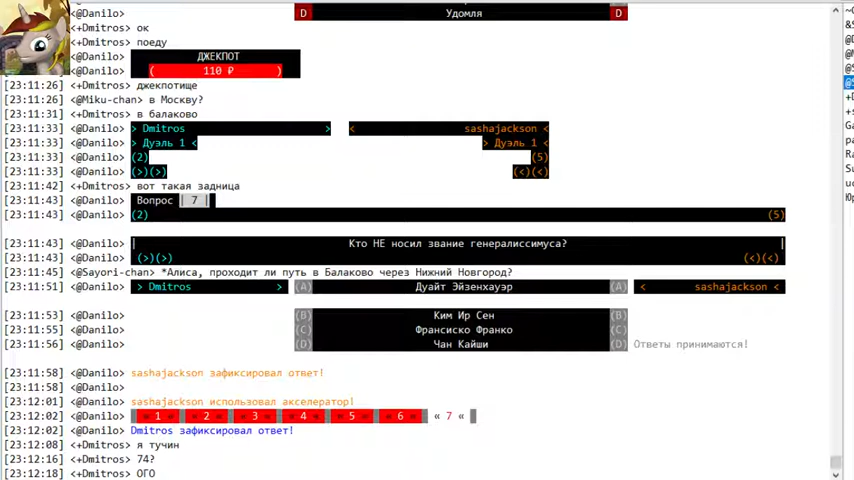 <@Danilo> D Удомля D
<+Dmitros> ок
<+Dmitros> поеду
<@Danilo> ДЖЕКПОТ
<@Danilo> ( 110 ₽ )
[23:11:26] <+Dmitros> джекпотище
[23:11:26] <@Miku-chan> в Москву?
[23:11:31] <+Dmitros> в балаково
[23:11:33] <@Danilo> > Dmitros > < sashajackson <
[23:11:33] <@Danilo> > Дуэль 1 < > Дуэль 1 <
[23:11:33] <@Danilo> (2) (5)
[23:11:33] <@Danilo> (>)(>) (<)(<)
[23:11:42] <+Dmitros> вот такая задница
[23:11:43] <@Danilo> Вопрос | 7 |
[23:11:43] <@Danilo> (2) (5)
[23:11:43] <@Danilo> | Кто НЕ носил звание генералиссимуса? |
[23:11:43] <@Danilo> (>)(>) (<)(<)
[23:11:45] <@Sayori-chan> *Алиса, проходит ли путь в Балаково через Нижний Новгород?
[23:11:51] <@Danilo> > Dmitros > (A) Дуайт Эйзенхауэр (A) < sashajackson <
[23:11:53] <@Danilo> (B) Ким Ир Сен (B)
[23:11:55] <@Danilo> (C) Франсиско Франко (C)
[23:11:56] <@Danilo> (D) Чан Кайши (D) Ответы принимаются!
[23:11:58] <@Danilo> sashajackson зафиксировал ответ!
[23:11:58] <@Danilo>
[23:12:01] <@Danilo> sashajackson использовал акселератор!
[23:12:02] <@Danilo> « 1 « « 2 « « 3 « « 4 « « 5 « « 6 « « 7 «
[23:12:02] <@Danilo> Dmitros зафиксировал ответ!
[23:12:08] <+Dmitros> я тучин
[23:12:16] <+Dmitros> 74?
[23:12:18] <+Dmitros> ОГО